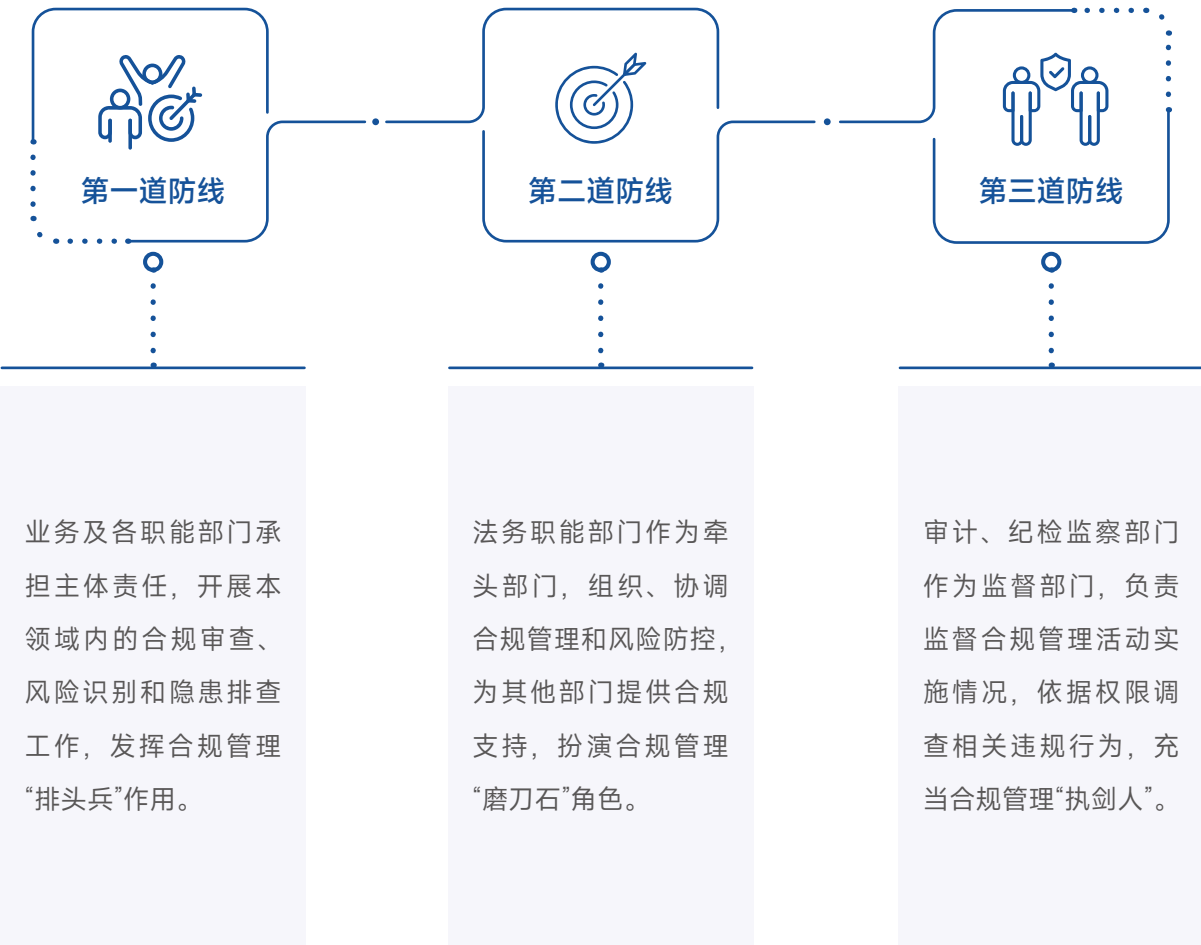 第一道防线
第二道防线
第三道防线
业务及各职能部门承
担主体责任，开展本
领域内的合规审查、
风险识别和隐患排查
工作，发挥合规管理
“排头兵”作用。
法务职能部门作为牵
头部门，组织、协调
合规管理和风险防控，
为其他部门提供合规
支持，扮演合规管理
“磨刀石”角色。
审计、纪检监察部门
作为监督部门，负责
监督合规管理活动实
施情况，依据权限调
查相关违规行为，充
当合规管理“执剑人”。